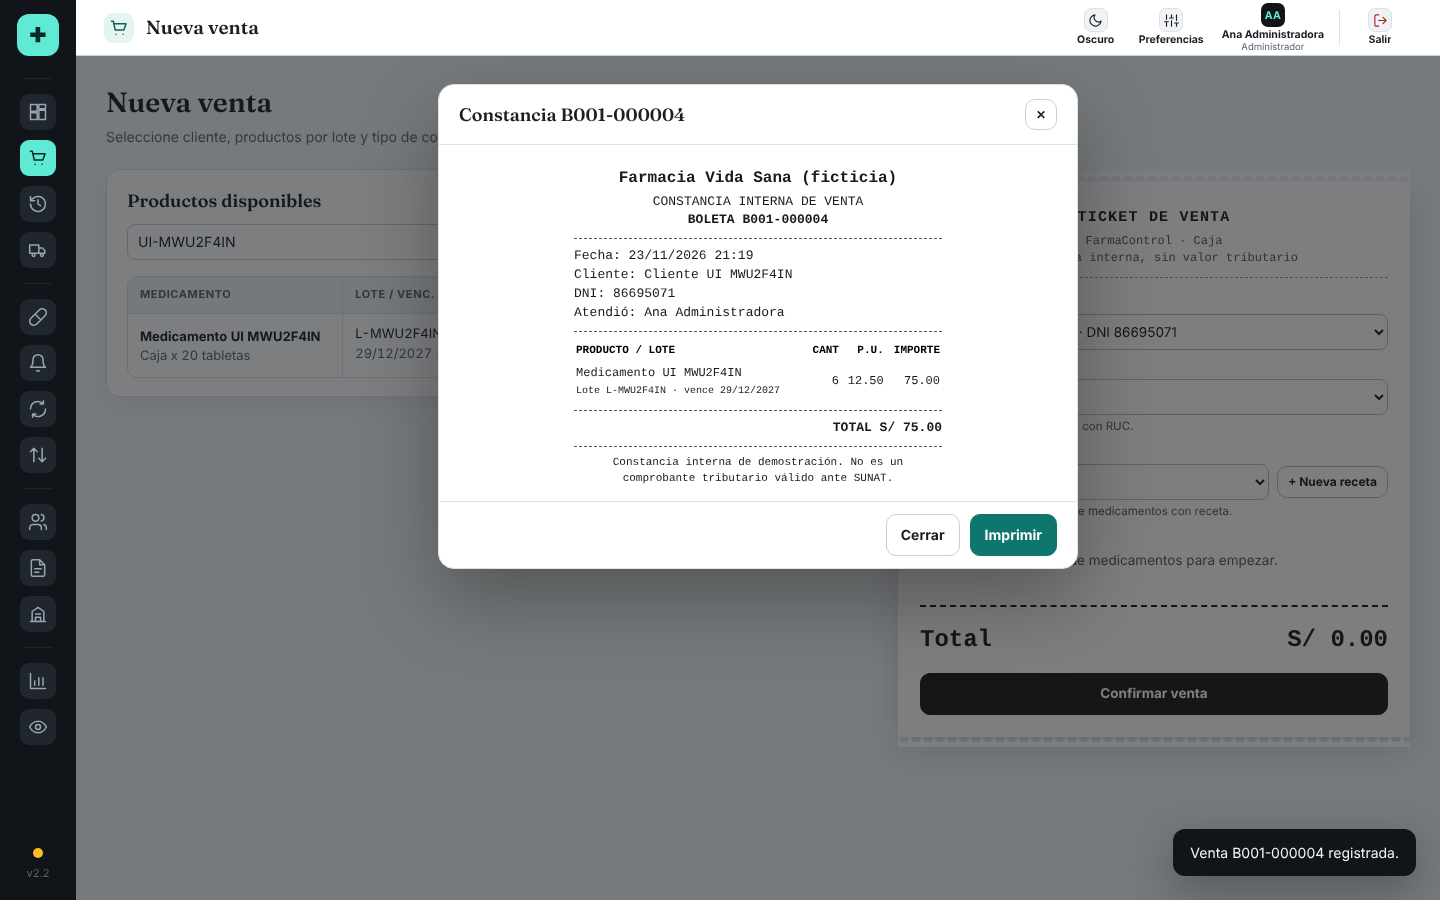 Nueva venta
Oscuro
Preferencias
AA
Ana Administradora
Administrador
Salir
Nueva venta
Seleccione cliente, productos por lote y tipo de co
Productos disponibles
UI-MWU2F4IN
MEDICAMENTO
LOTE / VENC.
Medicamento UI MWU2F4IN
Caja x 20 tabletas
L-MWU2F4IN
29/12/2027
Constancia B001-000004
×
Farmacia Vida Sana (ficticia)
CONSTANCIA INTERNA DE VENTA
BOLETA B001-000004
Fecha: 23/11/2026 21:19
Cliente: Cliente UI MWU2F4IN
DNI: 86695071
Atendió: Ana Administradora
PRODUCTO / LOTE CANT P.U. IMPORTE
Medicamento UI MWU2F4IN 6 12.50 75.00
Lote L-MWU2F4IN · vence 29/12/2027
TOTAL S/ 75.00
Constancia interna de demostración. No es un
comprobante tributario válido ante SUNAT.
Cerrar
Imprimir
TICKET DE VENTA
FarmaControl · Caja
a interna, sin valor tributario
· DNI 86695071
con RUC.
+ Nueva receta
e medicamentos con receta.
de medicamentos para empezar.
Total S/ 0.00
Confirmar venta
Venta B001-000004 registrada.
v2.2